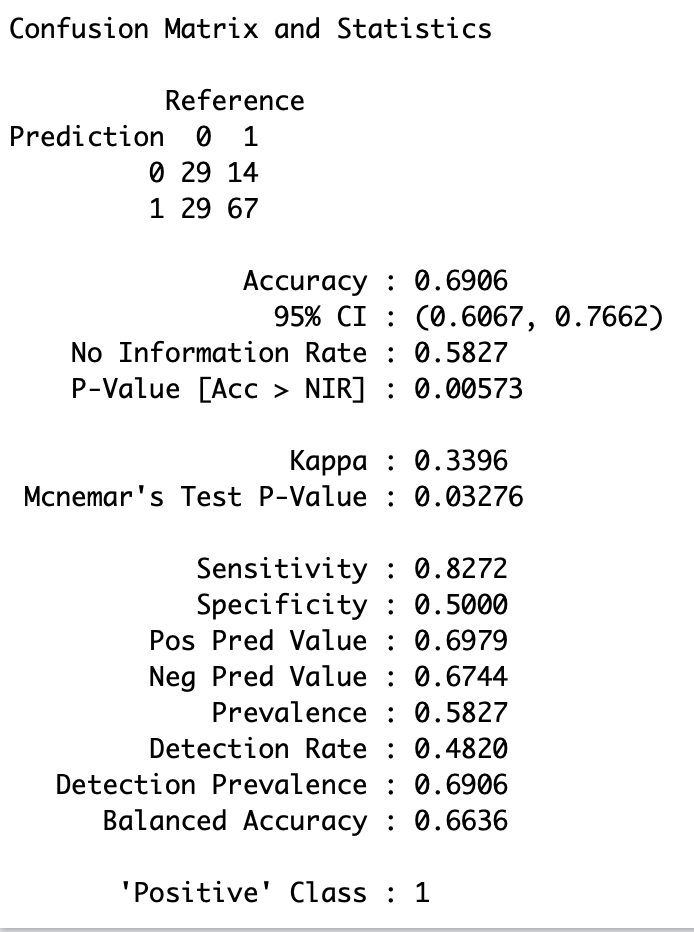 Confusion Matrix and Statistics

          Reference
Prediction  0  1
         0 29 14
         1 29 67

               Accuracy : 0.6906
                 95% CI : (0.6067, 0.7662)
    No Information Rate : 0.5827
    P-Value [Acc > NIR] : 0.00573

                  Kappa : 0.3396
 Mcnemar's Test P-Value : 0.03276

            Sensitivity : 0.8272
            Specificity : 0.5000
         Pos Pred Value : 0.6979
         Neg Pred Value : 0.6744
             Prevalence : 0.5827
         Detection Rate : 0.4820
   Detection Prevalence : 0.6906
      Balanced Accuracy : 0.6636

       'Positive' Class : 1